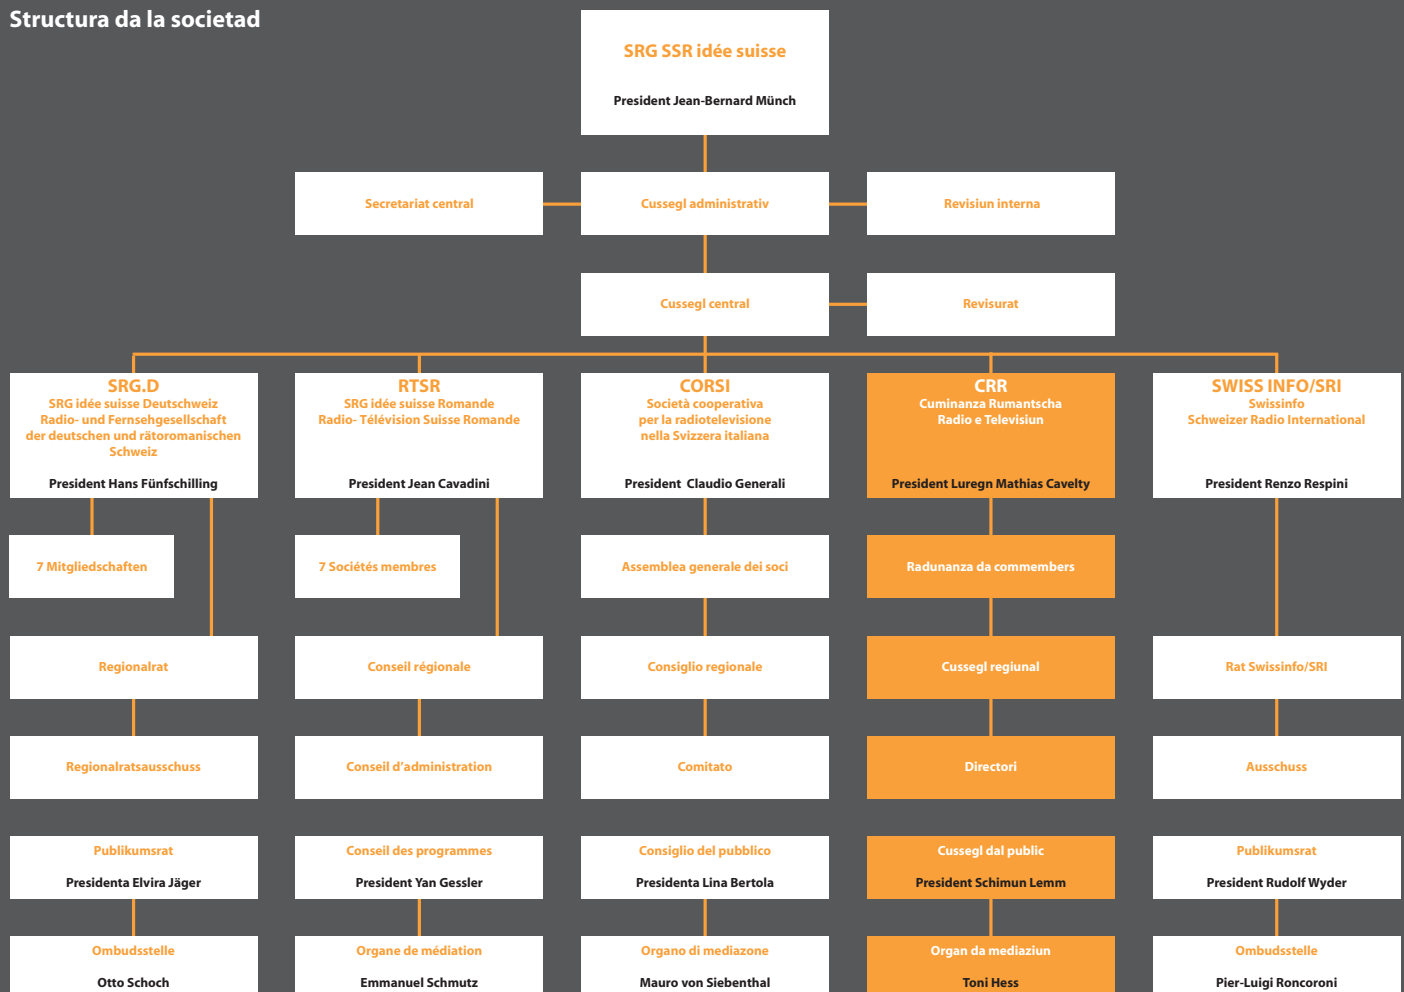 Structura da la societad
SRG SSR idée suisse
President Jean-Bernard Münch
Secretariat central
Cussegl administrativ
Revisiun interna
Cussegl central
Revisurat
SRG.D
SRG idée suisse Deutschweiz
Radio- und Fernsehgesellschaft
der deutschen und rätoromanischen
Schweiz
President Hans Fünfschilling
RTSR
SRG idée suisse Romande
Radio- Télévision Suisse Romande
President Jean Cavadini
CORSI
Società cooperativa
per la radiotelevisione
nella Svizzera italiana
President Claudio Generali
CRR
Cuminanza Rumantscha
Radio e Televisiun
President Luregn Mathias Cavelty
SWISS INFO/SRI
Swissinfo
Schweizer Radio International
President Renzo Respini
7 Mitgliedschaften
7 Sociétés membres
Assemblea generale dei soci
Radunanza da commembers
Regionalrat
Conseil régionale
Consiglio regionale
Cussegl regiunal
Rat Swissinfo/SRI
Regionalratsausschuss
Conseil d'administration
Comitato
Directori
Ausschuss
Publikumsrat
Presidenta Elvira Jäger
Conseil des programmes
President Yan Gessler
Consiglio del pubblico
Presidenta Lina Bertola
Cussegl dal public
President Schimun Lemm
Publikumsrat
President Rudolf Wyder
Ombudsstelle
Otto Schoch
Organe de médiation
Emmanuel Schmutz
Organo di mediazone
Mauro von Siebenthal
Organ da mediaziun
Toni Hess
Ombudsstelle
Pier-Luigi Roncoroni